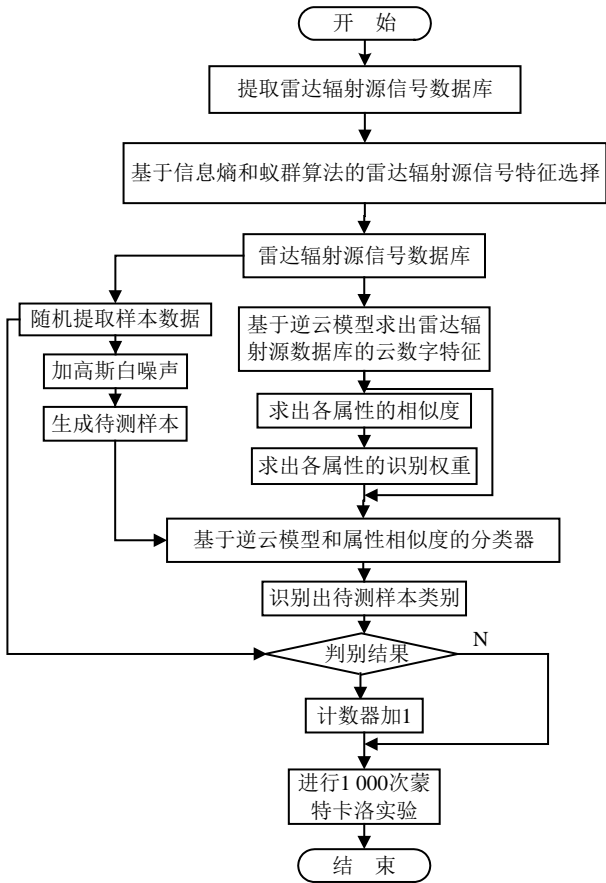 开 始
提取雷达辐射源信号数据库
基于信息熵和蚁群算法的雷达辐射源信号特征选择
雷达辐射源信号数据库
随机提取样本数据
基于逆云模型求出雷达辐
射源数据库的云数字特征
加高斯白噪声
求出各属性的相似度
生成待测样本
求出各属性的识别权重
基于逆云模型和属性相似度的分类器
识别出待测样本类别
判别结果
N
计数器加1
进行1 000次蒙
特卡洛实验
结 束